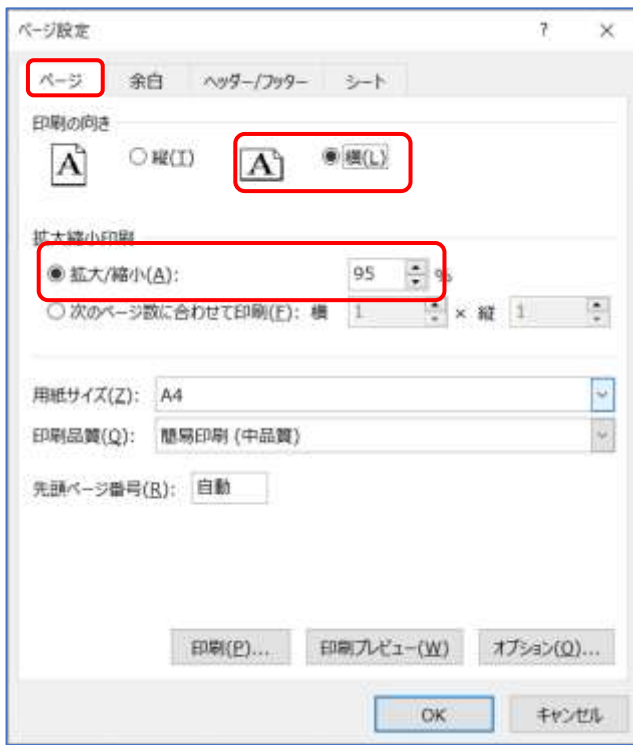 ページ設定 ? ×
ページ 余白 ヘッダー/フッター シート
印刷の向き
A 縦(T) A 横(L)
拡大縮小印刷
拡大/縮小(A): 95 %
次のページ数に合わせて印刷(F): 横 1 × 縦 1
用紙サイズ(Z): A4
印刷品質(Q): 簡易印刷 (中品質)
先頭ページ番号(R): 自動
印刷(P)... 印刷プレビュー(W) オプション(O)...
OK キャンセル